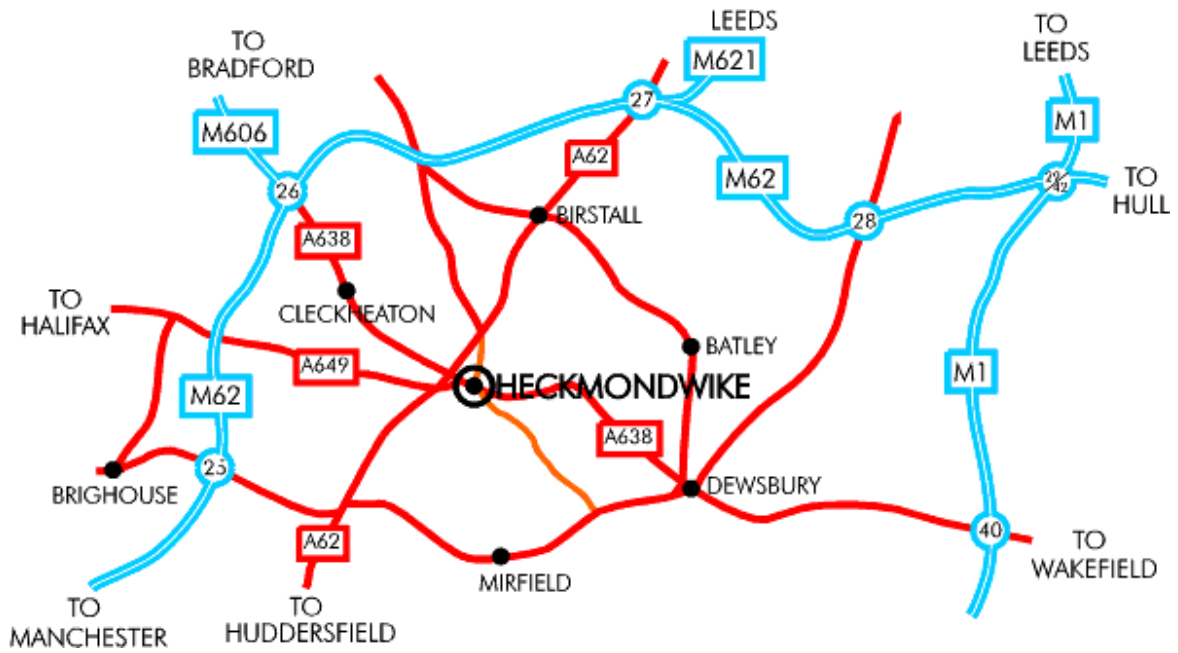 LEEDS
M621
TO
LEEDS
TO
BRADFORD
M606
27
M1
A62
M62
26
29/42
TO
HULL
BIRSTALL
28
A638
CLECKHEATON
TO
HALIFAX
A649
BATLEY
M1
HECKMONDWIKE
M62
A638
25
BRIGHOUSE
DEWSBURY
40
A62
MIRFIELD
TO
WAKEFIELD
TO
MANCHESTER
TO
HUDDERSFIELD